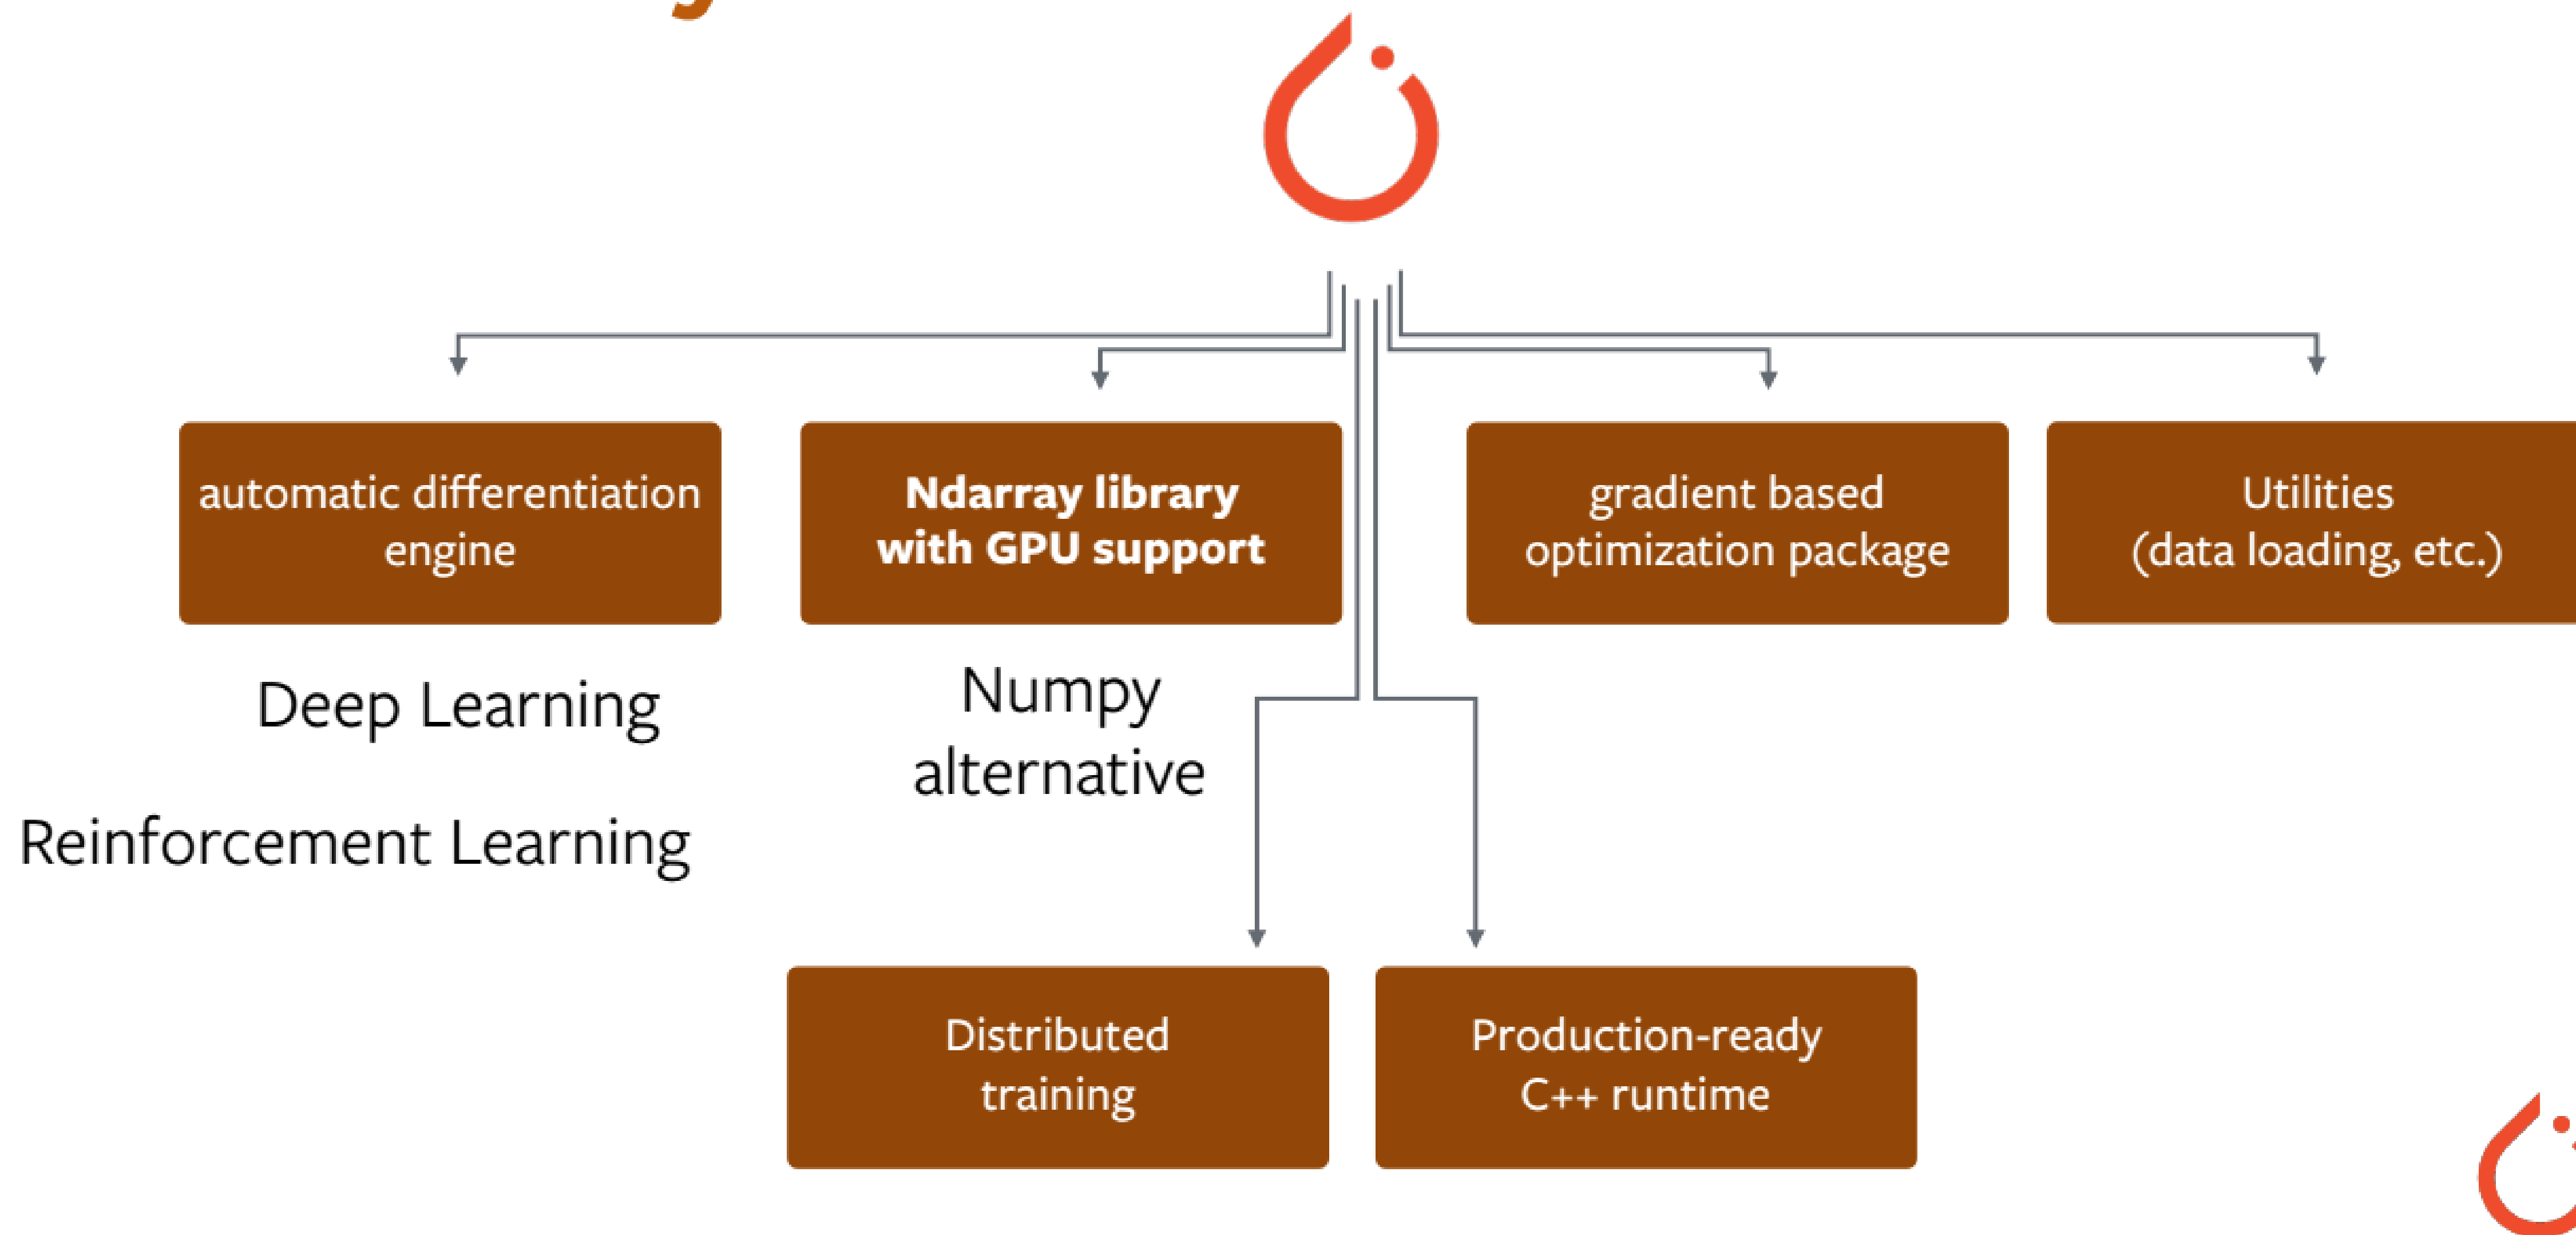 automatic differentiation
engine
Ndarray library
with GPU support
gradient based
optimization package
Utilities
(data loading, etc.)
Deep Learning
Numpy
alternative
Reinforcement Learning
Distributed
training
Production-ready
C++ runtime